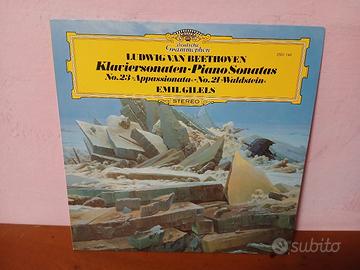 Deutsche
Grammophon
LUDWIG VAN BEETHOVEN
Klaviersonaten·Piano Sonatas
No.23 »Appassionata« · No.21 »Waldstein«
EMIL GILELS
STEREO
subito